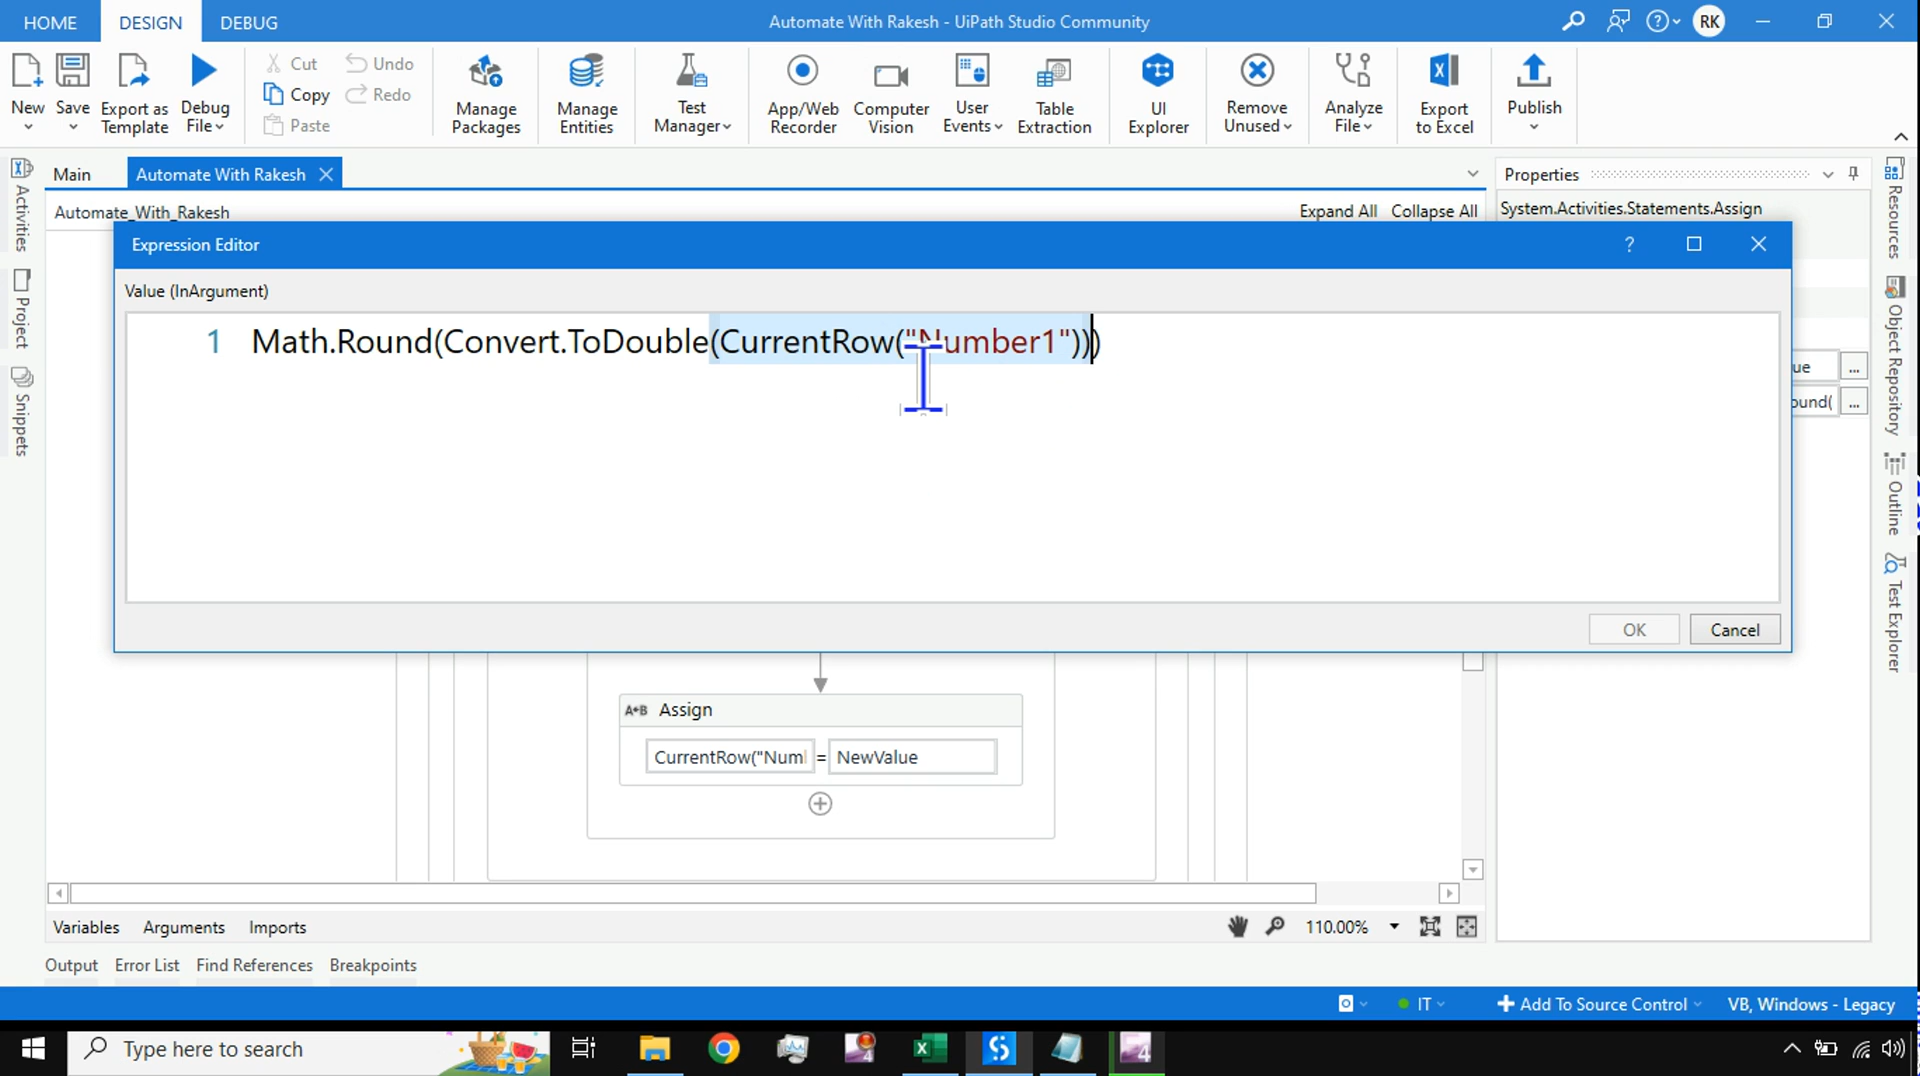 HOME DESIGN DEBUG Automate With Rakesh - UiPath Studio Community RK
New Save Export as Template Debug File Cut Copy Paste Undo Redo Manage Packages Manage Entities Test Manager App/Web Recorder Computer Vision User Events Table Extraction UI Explorer Remove Unused Analyze File Export to Excel Publish
Main Automate With Rakesh Properties
Automate_With_Rakesh Expand All Collapse All System.Activities.Statements.Assign
Expression Editor ?
Value (InArgument)
1 Math.Round(Convert.ToDouble(CurrentRow("Number1")))
ue ...
ound( ...
OK Cancel
Activities
Project
Snippets
Resources
Object Repository
Outline
Test Explorer
A+B Assign
CurrentRow("Num = NewValue
Variables Arguments Imports 110.00%
Output Error List Find References Breakpoints
IT Add To Source Control VB, Windows - Legacy
Type here to search